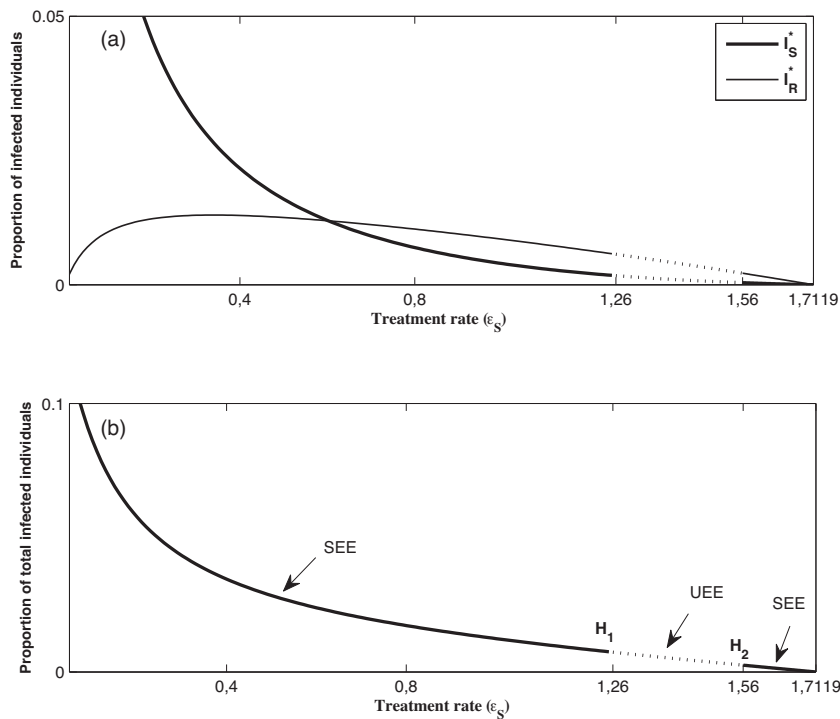 0.05
(a)
I*S
I*R
Proportion of infected individuals
0
0,4
0,8
1,26
1,56
1,7119
Treatment rate (εS)
0.1
(b)
Proportion of total infected individuals
SEE
UEE
SEE
H1
H2
0
0,4
0,8
1,26
1,56
1,7119
Treatment rate (εS)